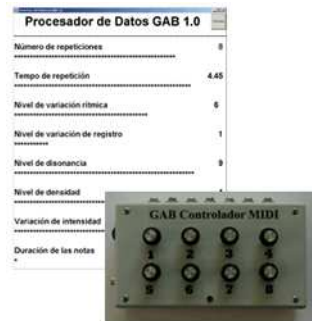 Procesador de Datos GAB 1.0
Número de repeticiones 8
Tempo de repetición 4.45
Nivel de variación rítmica 6
Nivel de variación de registro 1
Nivel de disonancia 9
Nivel de densidad
Variación de intensidad
Duración de las notas
GAB Controlador MIDI
1 2 3 4
5 6 7 8